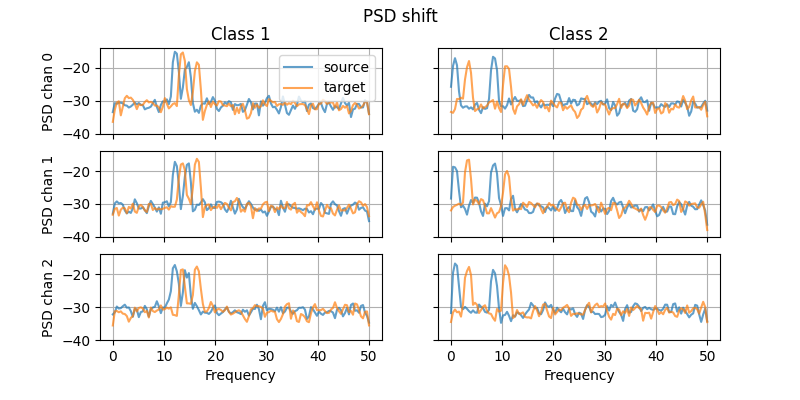 PSD shift
Class 1
Class 2
PSD chan 0
−20
−30
−40
source
target
PSD chan 1
−20
−30
−40
PSD chan 2
−20
−30
−40
0 10 20 30 40 50
0 10 20 30 40 50
Frequency
Frequency